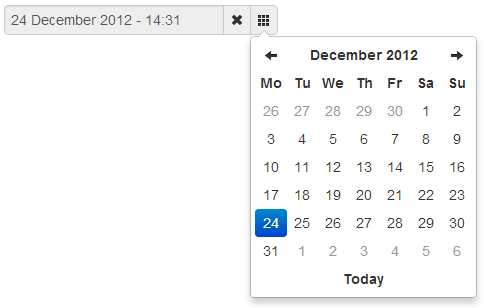 24 December 2012 - 14:31
December 2012
Mo Tu We Th Fr Sa Su
26 27 28 29 30 1 2
3 4 5 6 7 8 9
10 11 12 13 14 15 16
17 18 19 20 21 22 23
24 25 26 27 28 29 30
31 1 2 3 4 5 6
Today